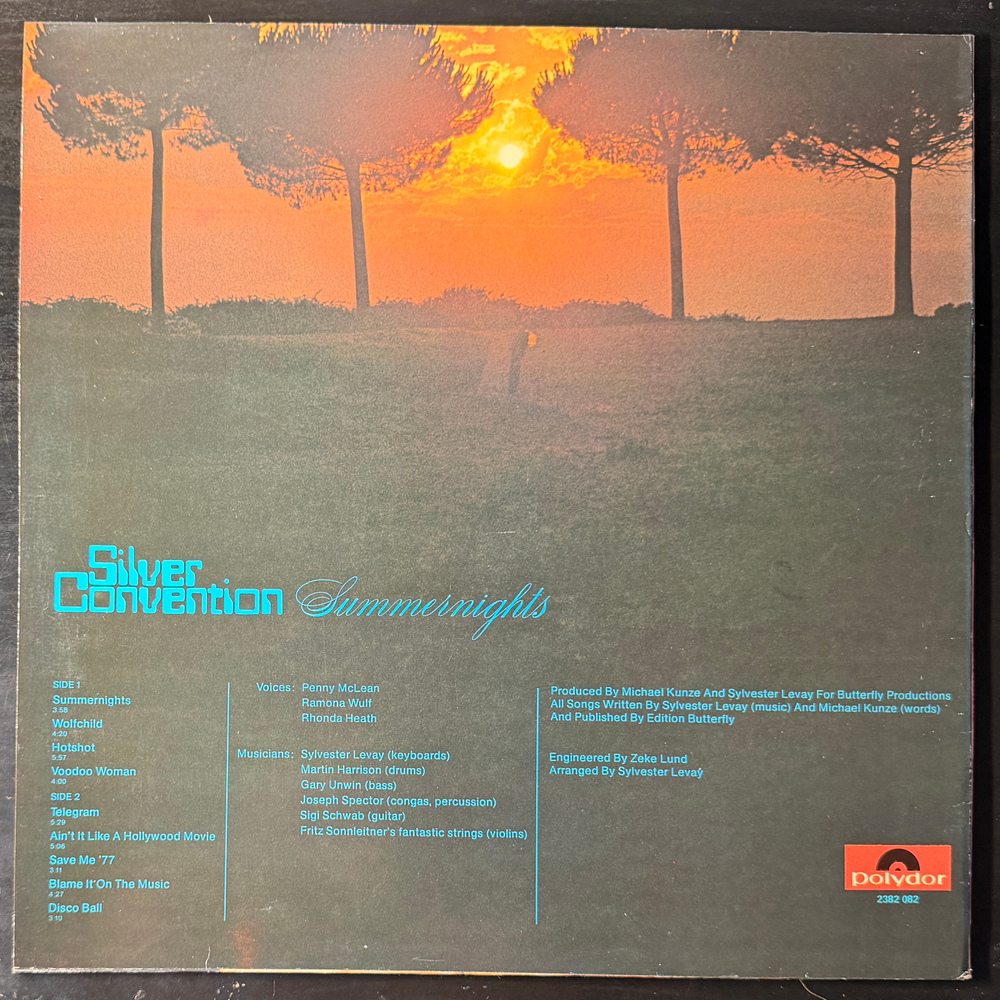 Silver
Convention Summernights
SIDE 1
Summernights
3:58
Wolfchild
4:20
Hotshot
5:57
Voodoo Woman
4:00
SIDE 2
Telegram
5:29
Ain't It Like A Hollywood Movie
5:06
Save Me '77
3:11
Blame It On The Music
4:27
Disco Ball
3:10
Voices: Penny McLean
Ramona Wulf
Rhonda Heath
Musicians: Sylvester Levay (keyboards)
Martin Harrison (drums)
Gary Unwin (bass)
Joseph Spector (congas, percussion)
Sigi Schwab (guitar)
Fritz Sonnleitner's fantastic strings (violins)
Produced By Michael Kunze And Sylvester Levay For Butterfly Productions
All Songs Written By Sylvester Levay (music) And Michael Kunze (words)
And Published By Edition Butterfly
Engineered By Zeke Lund
Arranged By Sylvester Levay
polydor
2382 082